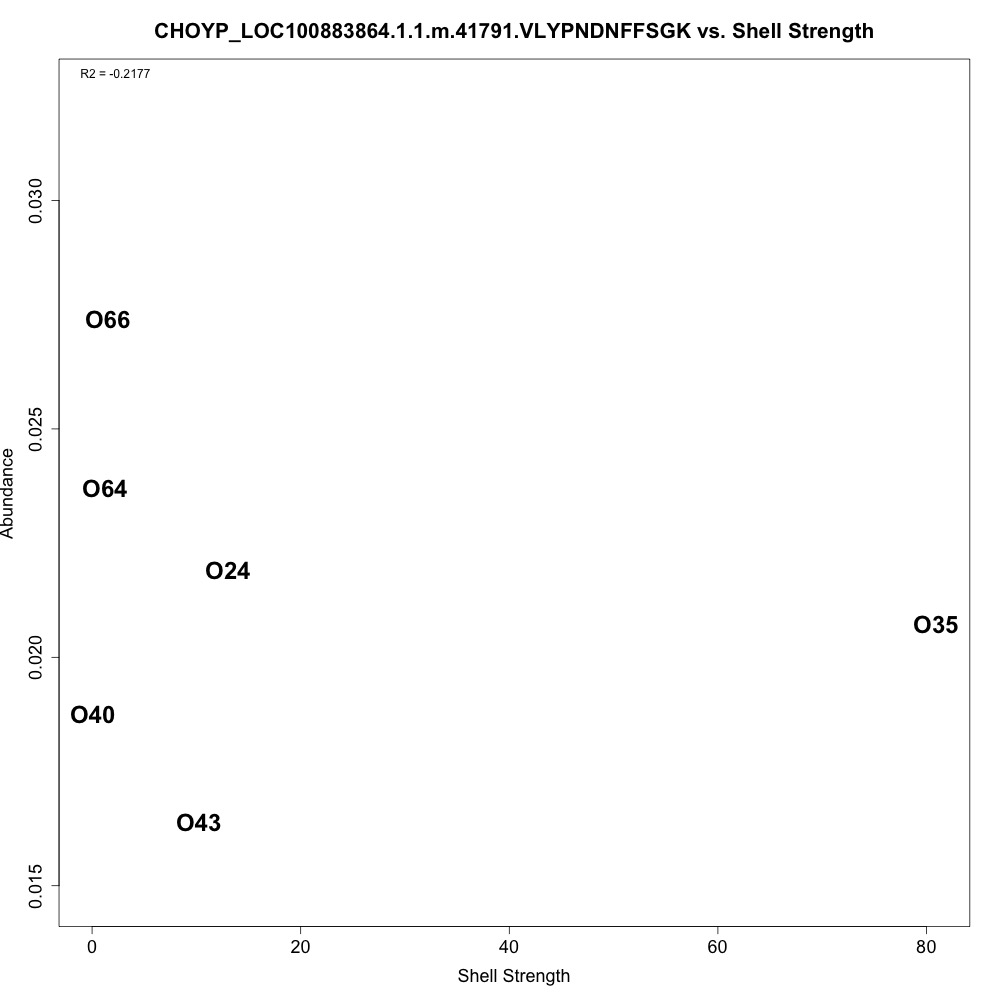 CHOYP_LOC100883864.1.1.m.41791.VLYPNDNFFSGK vs. Shell Strength
R2 = -0.2177
0.030
O66
0.025
Abundance
O64
O24
O35
0.020
O40
O43
0.015
0 20 40 60 80
Shell Strength